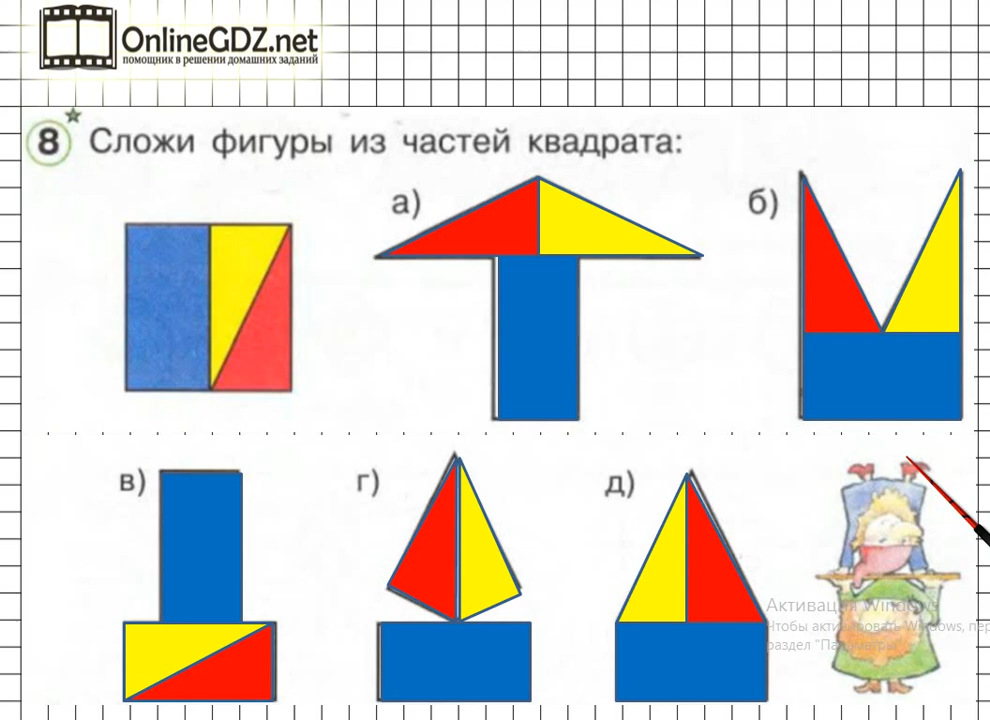 OnlineGDZ.net
помощник в решении домашних заданий
8 Сложи фигуры из частей квадрата:
а)
б)
в)
г)
д)
Активация Windows
Чтобы активировать Windows, пер
раздел "Параметры".